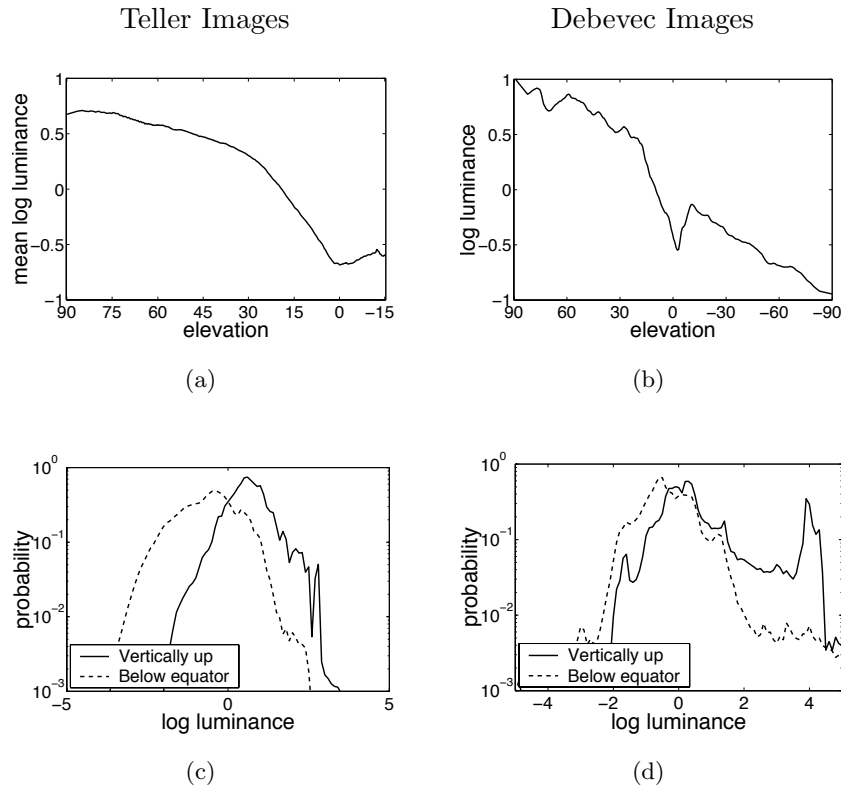 Teller Images
Debevec Images
1
0.5
0
−0.5
−1
90 75 60 45 30 15 0 −15
mean log luminance
elevation
(a)
1
0.5
0
−0.5
−1
90 60 30 0 −30 −60 −90
log luminance
elevation
(b)
10^0
10^-1
10^-2
10^-3
−5 0 5
probability
Vertically up
Below equator
log luminance
(c)
10^0
10^-1
10^-2
10^-3
−4 −2 0 2 4
probability
Vertically up
Below equator
log luminance
(d)